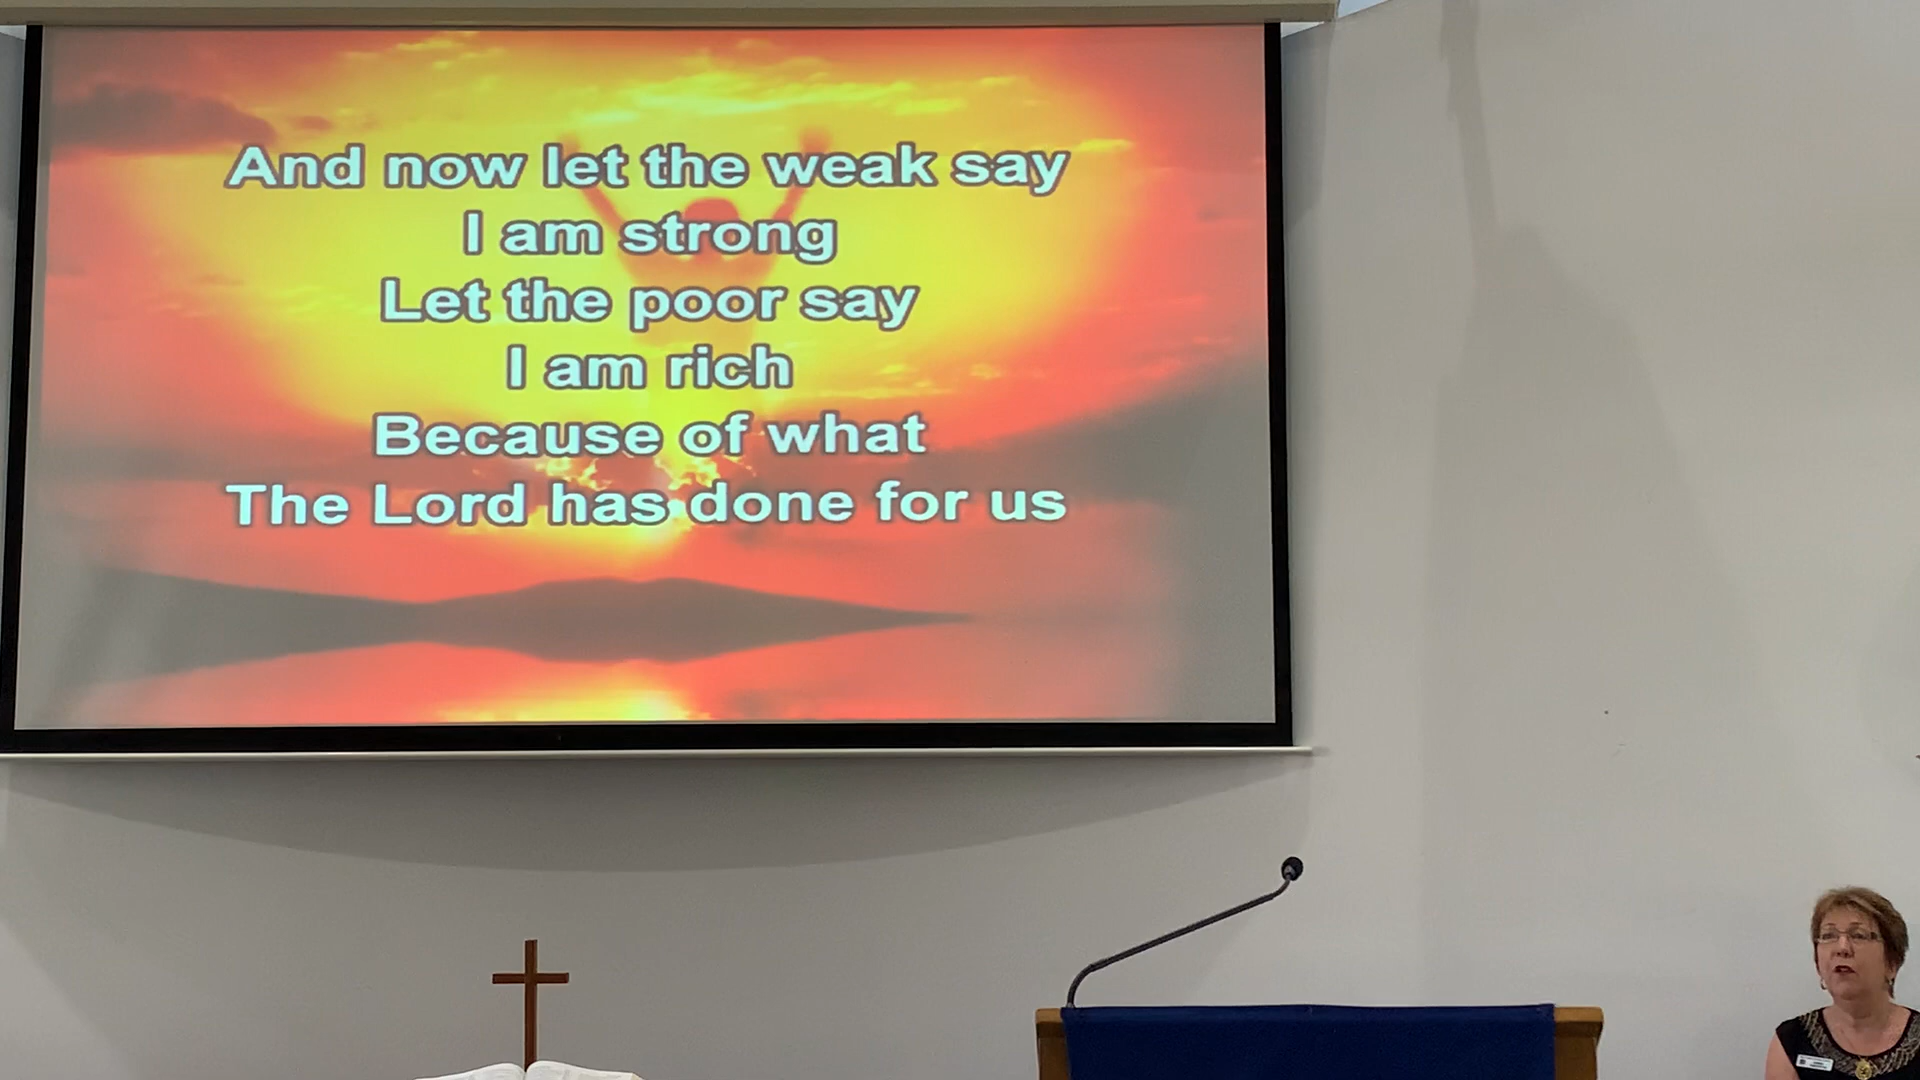 And now let the weak say
I am strong
Let the poor say
I am rich
Because of what
The Lord has done for us